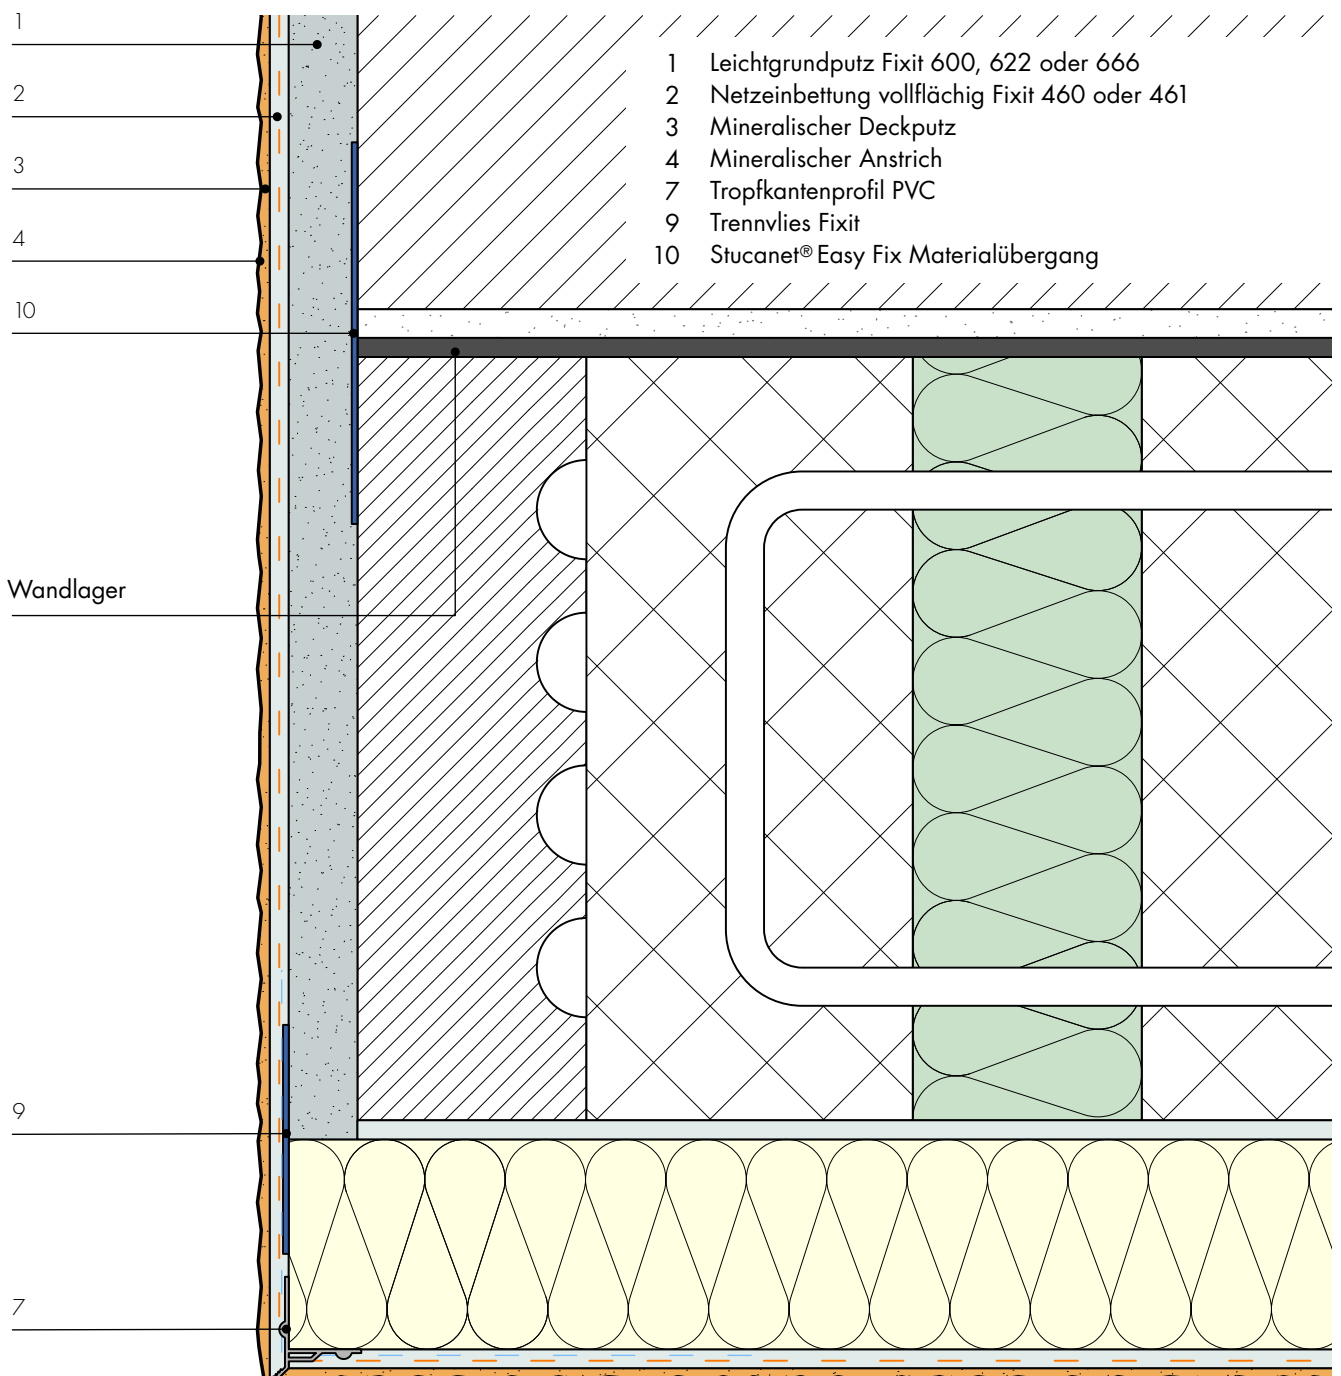 1
2
3
4
10
Wandlager
9
7
1 Leichtgrundputz Fixit 600, 622 oder 666
2 Netzeinbettung vollflächig Fixit 460 oder 461
3 Mineralischer Deckputz
4 Mineralischer Anstrich
7 Tropfkantenprofil PVC
9 Trennvlies Fixit
10 Stucanet® Easy Fix Materialübergang